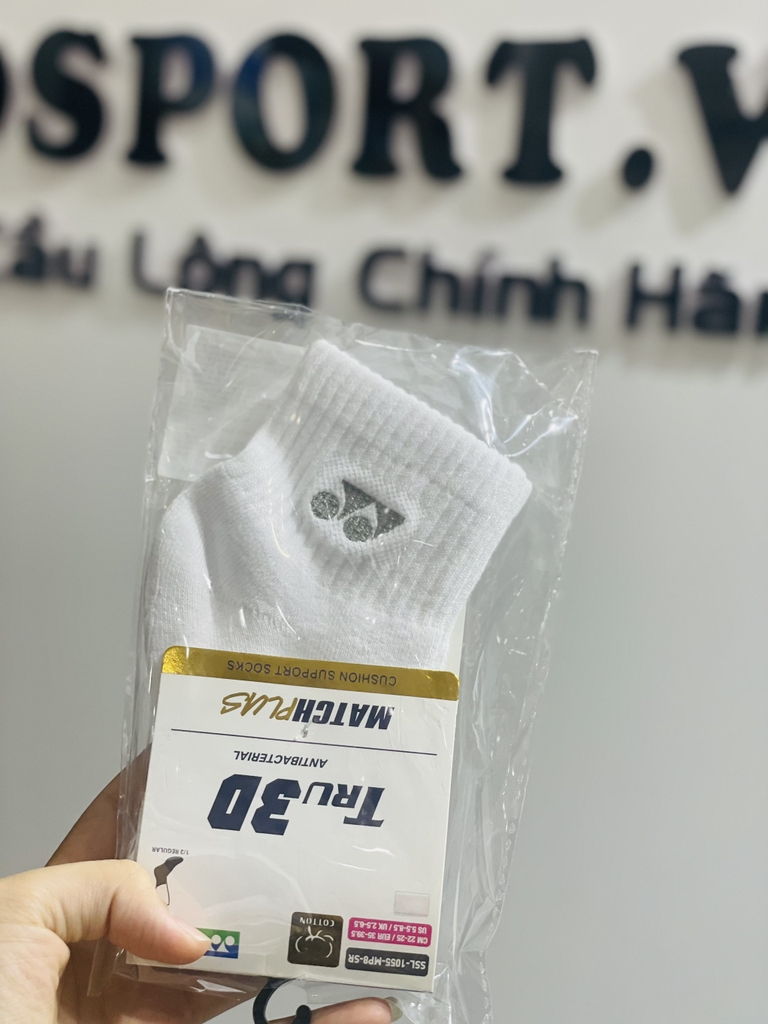 SPORT.V
Cầu Lông Chính Hãn
CUSHION SUPPORT SOCKS
MATCHPLUS
ANTIBACTERIAL
TRU3D
1/2 REGULAR
COTTON
CM 22-25 / EUR 35-39.5
US 5.5-8.5 / UK 2.5-6.5
SSL-1055-MP8-SR